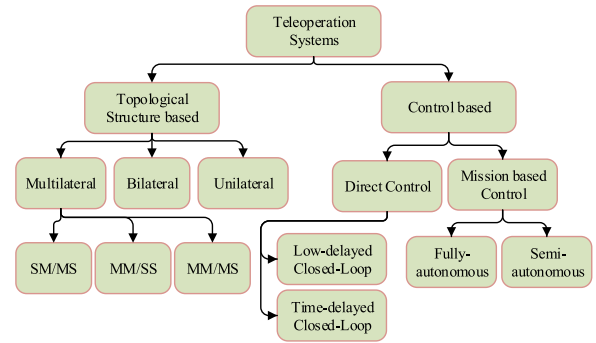 Teleoperation
Systems
Topological
Structure based
Control based
Multilateral
Bilateral
Unilateral
Direct Control
Mission based
Control
SM/MS
MM/SS
MM/MS
Low-delayed
Closed-Loop
Fully-
autonomous
Semi-
autonomous
Time-delayed
Closed-Loop